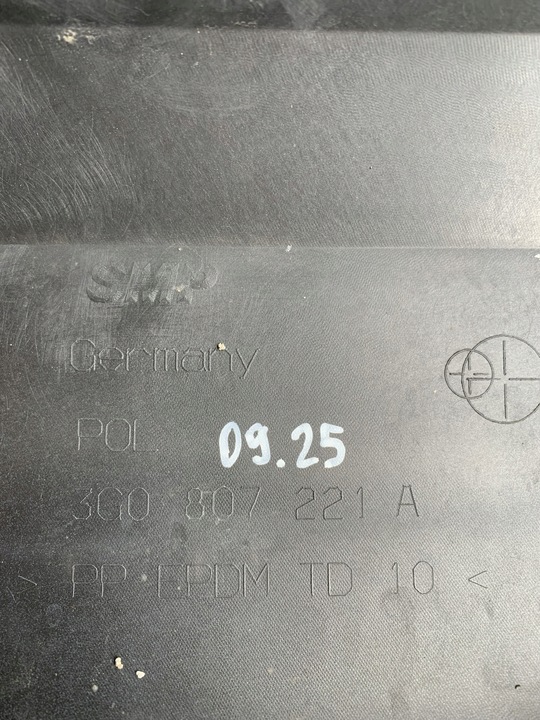 SMP
Germany
POL
09.25
3G0 807 221 A
> PP EPDM TD 10 <